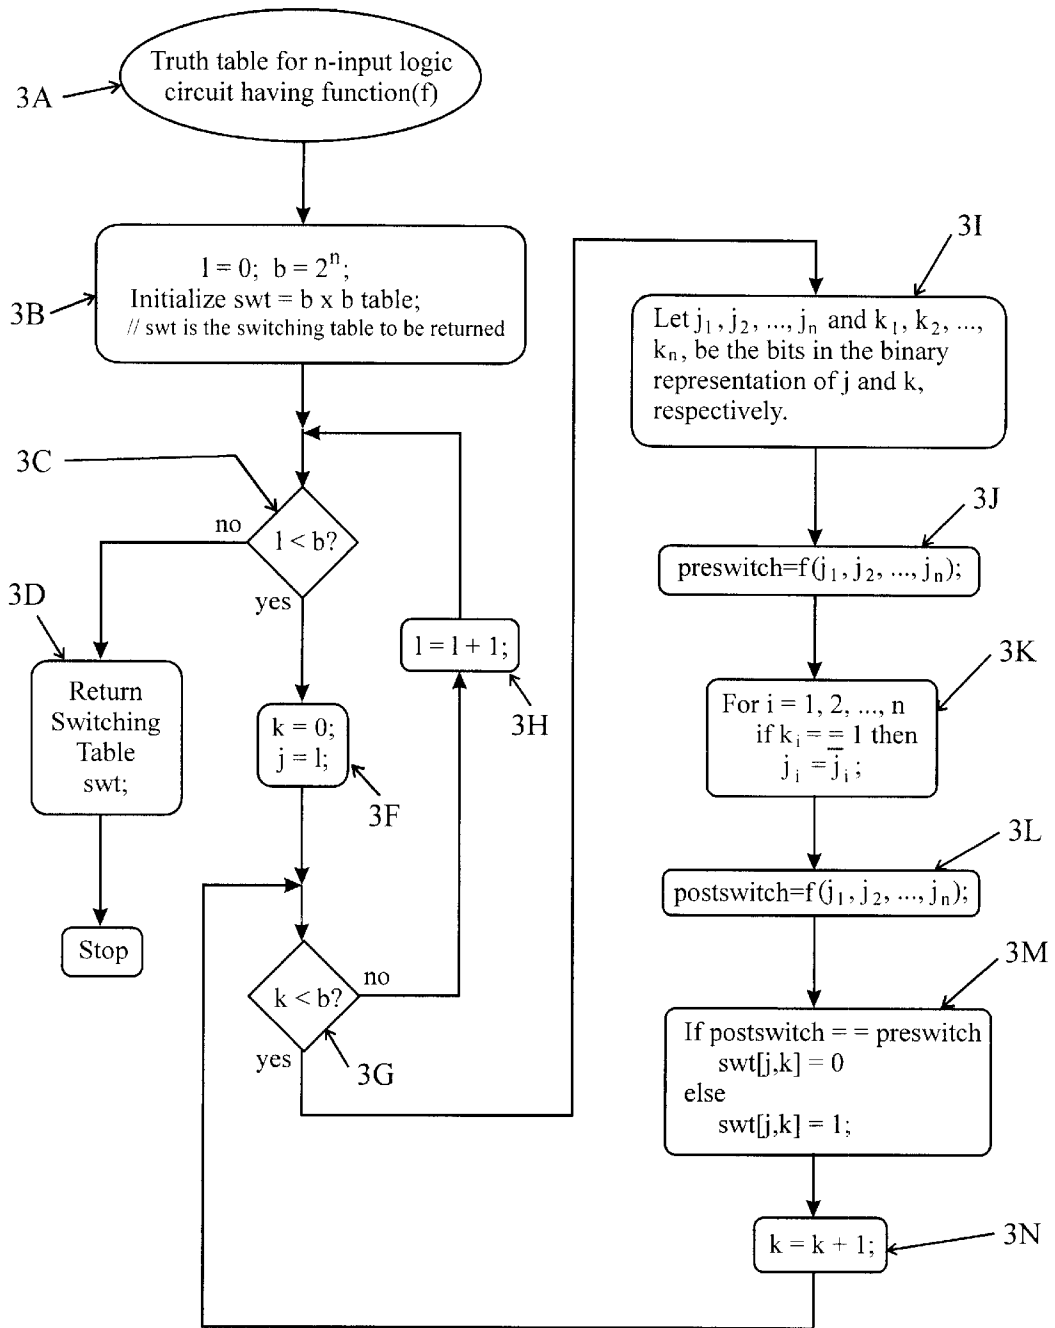 Truth table for n-input logic
circuit having function(f)
3A
l = 0; b = 2ⁿ;
Initialize swt = b x b table;
// swt is the switching table to be returned
3B
3C
l < b?
no
yes
3D
Return
Switching
Table
swt;
Stop
l = l + 1;
3H
k = 0;
j = l;
3F
k < b?
no
yes
3G
3I
Let j₁, j₂, ..., jₙ and k₁, k₂, ...,
kₙ, be the bits in the binary
representation of j and k,
respectively.
3J
preswitch=f(j₁, j₂, ..., jₙ);
3K
For i = 1, 2, ..., n
if kᵢ = = 1 then
jᵢ = j̅ᵢ;
3L
postswitch=f(j₁, j₂, ..., jₙ);
3M
If postswitch = = preswitch
swt[j,k] = 0
else
swt[j,k] = 1;
k = k + 1;
3N